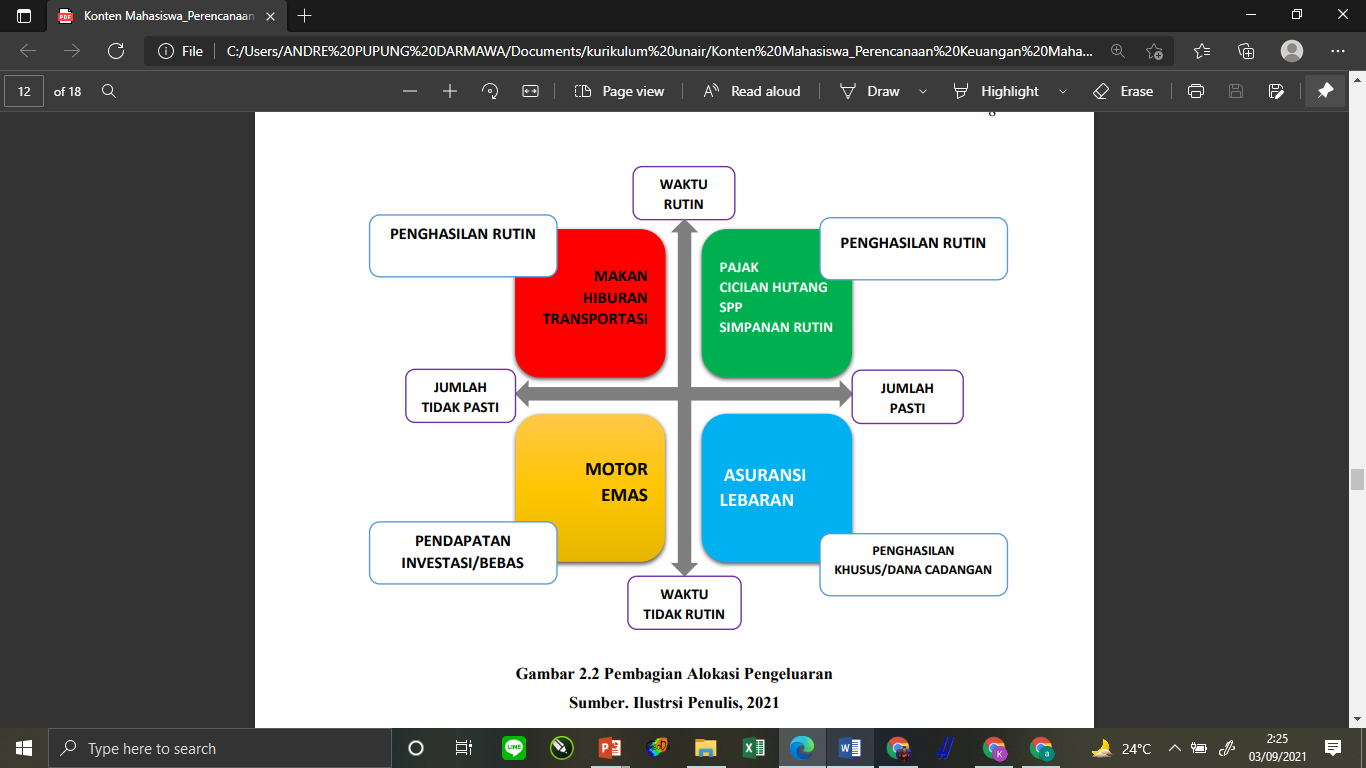 Konten Mahasiswa_Perencanaan
File
C:/Users/ANDRE%20PUPUNG%20DARMAWA/Documents/kurikulum%20unair/Konten%20Mahasiswa_Perencanaan%20Keuangan%20Maha...
12 of 18
Page view
Read aloud
Draw
Highlight
Erase
WAKTU
RUTIN
PENGHASILAN RUTIN
PENGHASILAN RUTIN
MAKAN
HIBURAN
TRANSPORTASI
PAJAK
CICILAN HUTANG
SPP
SIMPANAN RUTIN
JUMLAH
TIDAK PASTI
JUMLAH
PASTI
MOTOR
EMAS
ASURANSI
LEBARAN
PENDAPATAN
INVESTASI/BEBAS
PENGHASILAN
KHUSUS/DANA CADANGAN
WAKTU
TIDAK RUTIN
Gambar 2.2 Pembagian Alokasi Pengeluaran
Sumber. Ilustrsi Penulis, 2021
Type here to search
24°C
2:25
03/09/2021